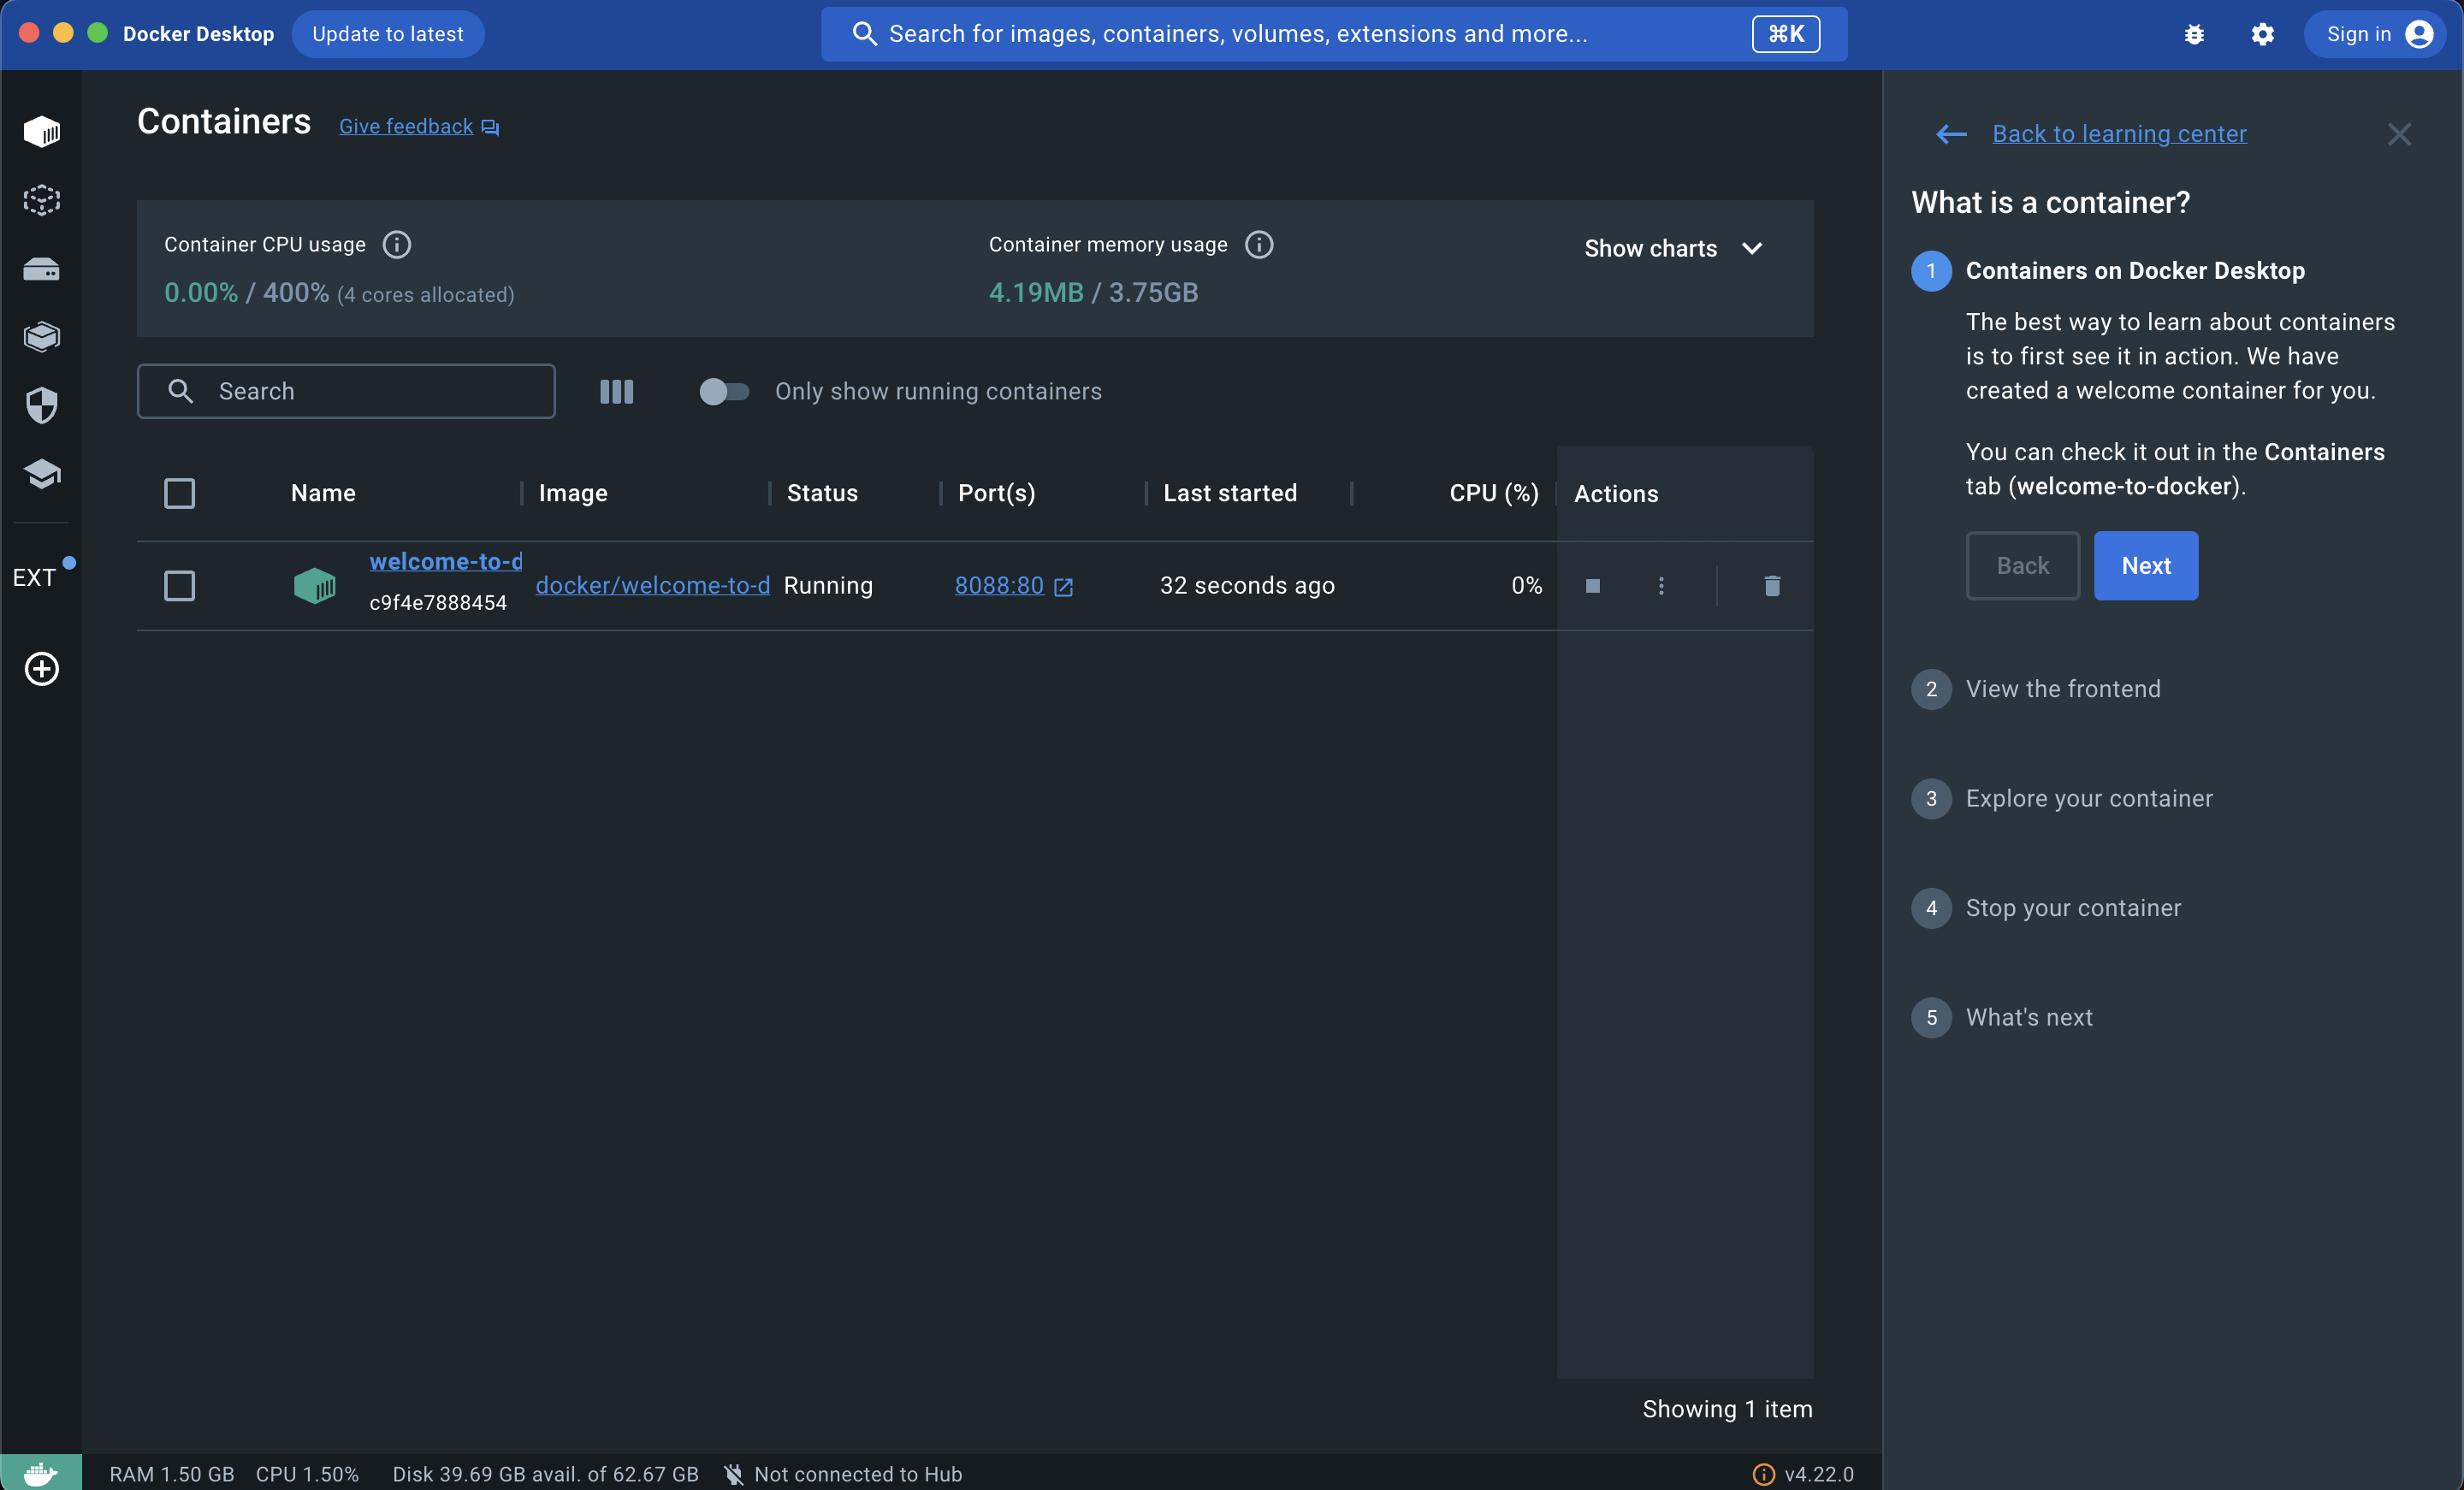 Docker Desktop
Update to latest
Search for images, containers, volumes, extensions and more...
⌘K
Sign in
Containers
Give feedback
Container CPU usage
0.00% / 400% (4 cores allocated)
Container memory usage
4.19MB / 3.75GB
Show charts
Search
Only show running containers
Name
Image
Status
Port(s)
Last started
CPU (%)
Actions
welcome-to-d
c9f4e7888454
docker/welcome-to-d
Running
8088:80
32 seconds ago
0%
EXT
Showing 1 item
Back to learning center
What is a container?
1
Containers on Docker Desktop
The best way to learn about containers
is to first see it in action. We have
created a welcome container for you.
You can check it out in the Containers
tab (welcome-to-docker).
Back
Next
2
View the frontend
3
Explore your container
4
Stop your container
5
What's next
RAM 1.50 GB
CPU 1.50%
Disk 39.69 GB avail. of 62.67 GB
Not connected to Hub
v4.22.0